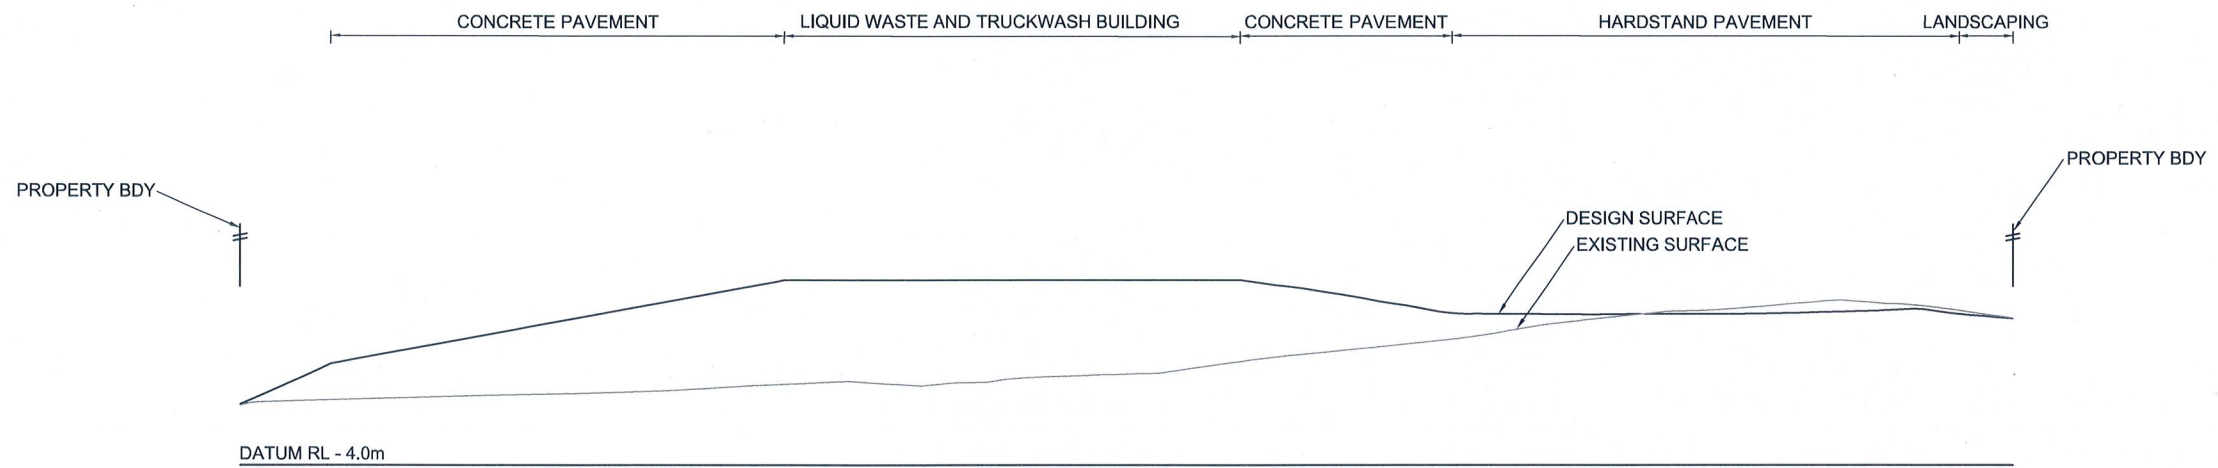 CONCRETE PAVEMENT
LIQUID WASTE AND TRUCKWASH BUILDING
CONCRETE PAVEMENT
HARDSTAND PAVEMENT
LANDSCAPING
PROPERTY BDY
PROPERTY BDY
DESIGN SURFACE
EXISTING SURFACE
DATUM RL - 4.0m